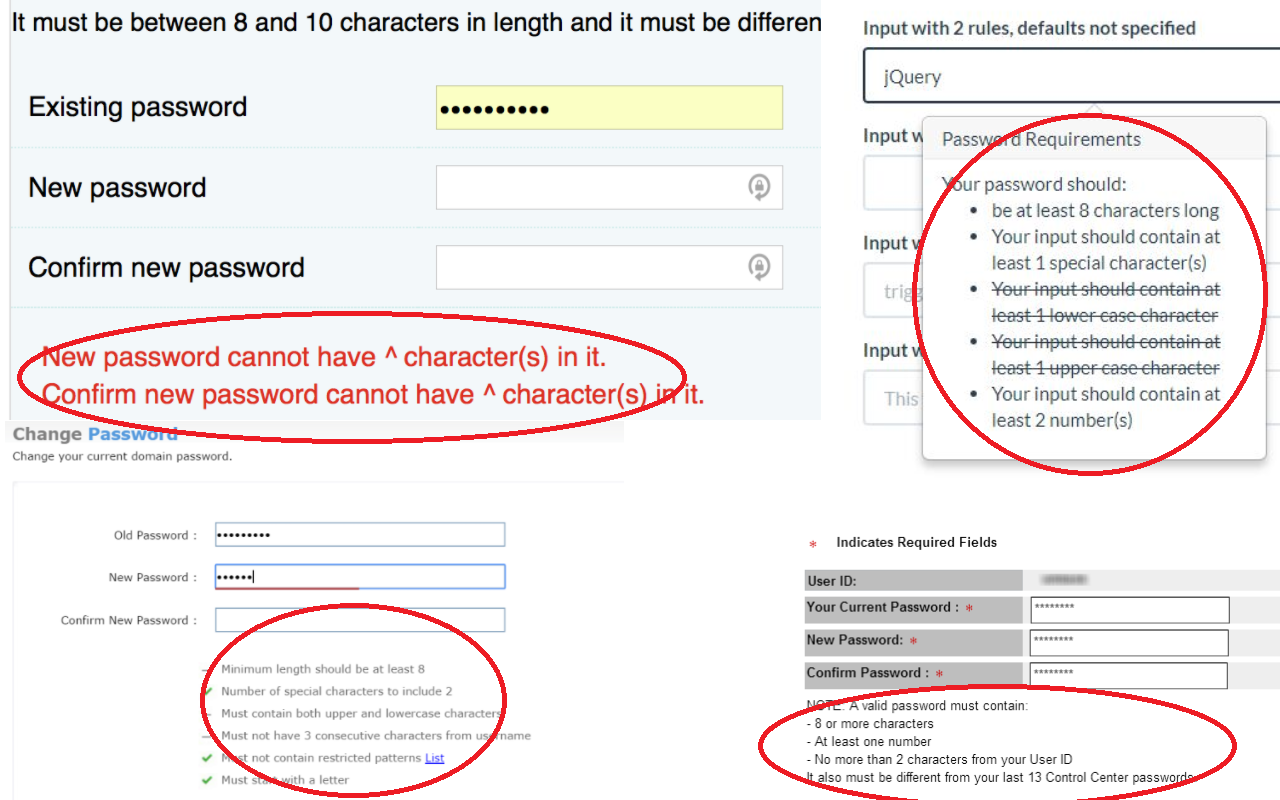 It must be between 8 and 10 characters in length and it must be differen
Existing password
New password
Confirm new password
New password cannot have ^ character(s) in it.
Confirm new password cannot have ^ character(s) in it.
Input with 2 rules, defaults not specified
jQuery
Input w
Password Requirements
Your password should:
• be at least 8 characters long
• Your input should contain at
least 1 special character(s)
Input w
trigg
• Your input should contain at
least 1 lower case character
• Your input should contain at
least 1 upper case character
Input w
This
• Your input should contain at
least 2 number(s)
Change Password
Change your current domain password.
Old Password :
New Password :
Confirm New Password :
Minimum length should be at least 8
Number of special characters to include 2
Must contain both upper and lowercase characters
Must not have 3 consecutive characters from username
Must not contain restricted patterns List
Must start with a letter
* Indicates Required Fields
User ID:
Your Current Password : * ********
New Password: * ********
Confirm Password : * ********
NOTE: A valid password must contain:
- 8 or more characters
- At least one number
- No more than 2 characters from your User ID
It also must be different from your last 13 Control Center passwords